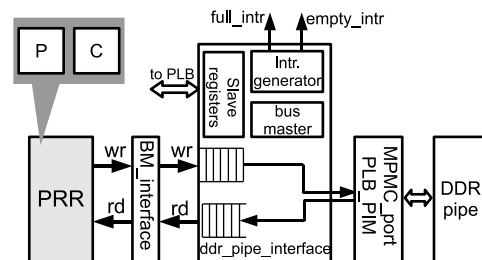 full_intr
empty_intr
P
C
to PLB
Slave
registers
Intr.
generator
bus
master
PRR
wr
rd
BM_interface
wr
rd
ddr_pipe_interface
MPMC_port
PLB_PIM
DDR
pipe